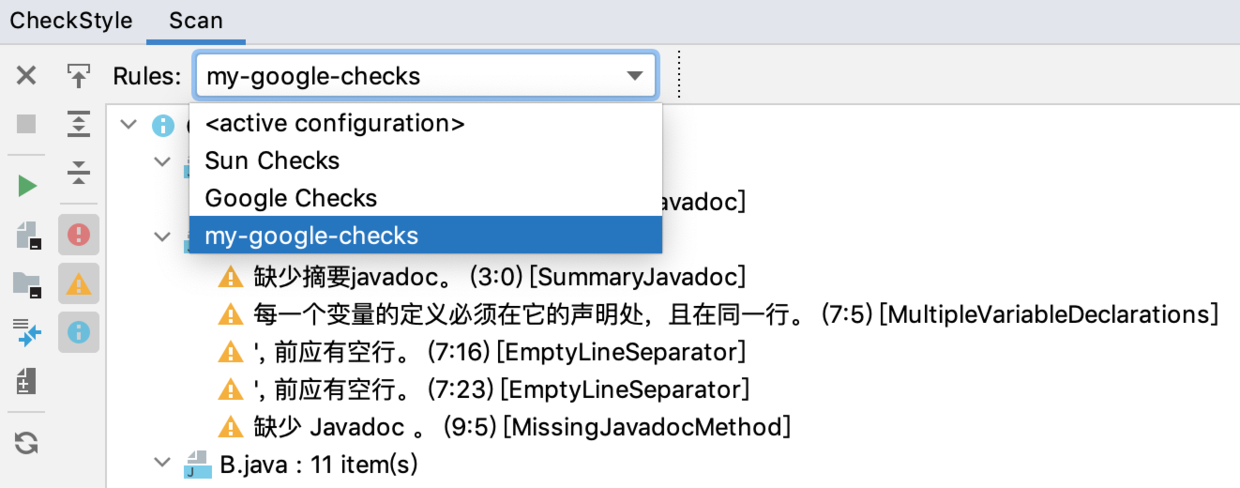 CheckStyle Scan
Rules: my-google-checks
<active configuration>
Sun Checks
Google Checks
my-google-checks
缺少摘要javadoc。 (3:0) [SummaryJavadoc]
每一个变量的定义必须在它的声明处，且在同一行。 (7:5) [MultipleVariableDeclarations]
', 前应有空行。 (7:16) [EmptyLineSeparator]
', 前应有空行。 (7:23) [EmptyLineSeparator]
缺少 Javadoc 。 (9:5) [MissingJavadocMethod]
B.java : 11 item(s)